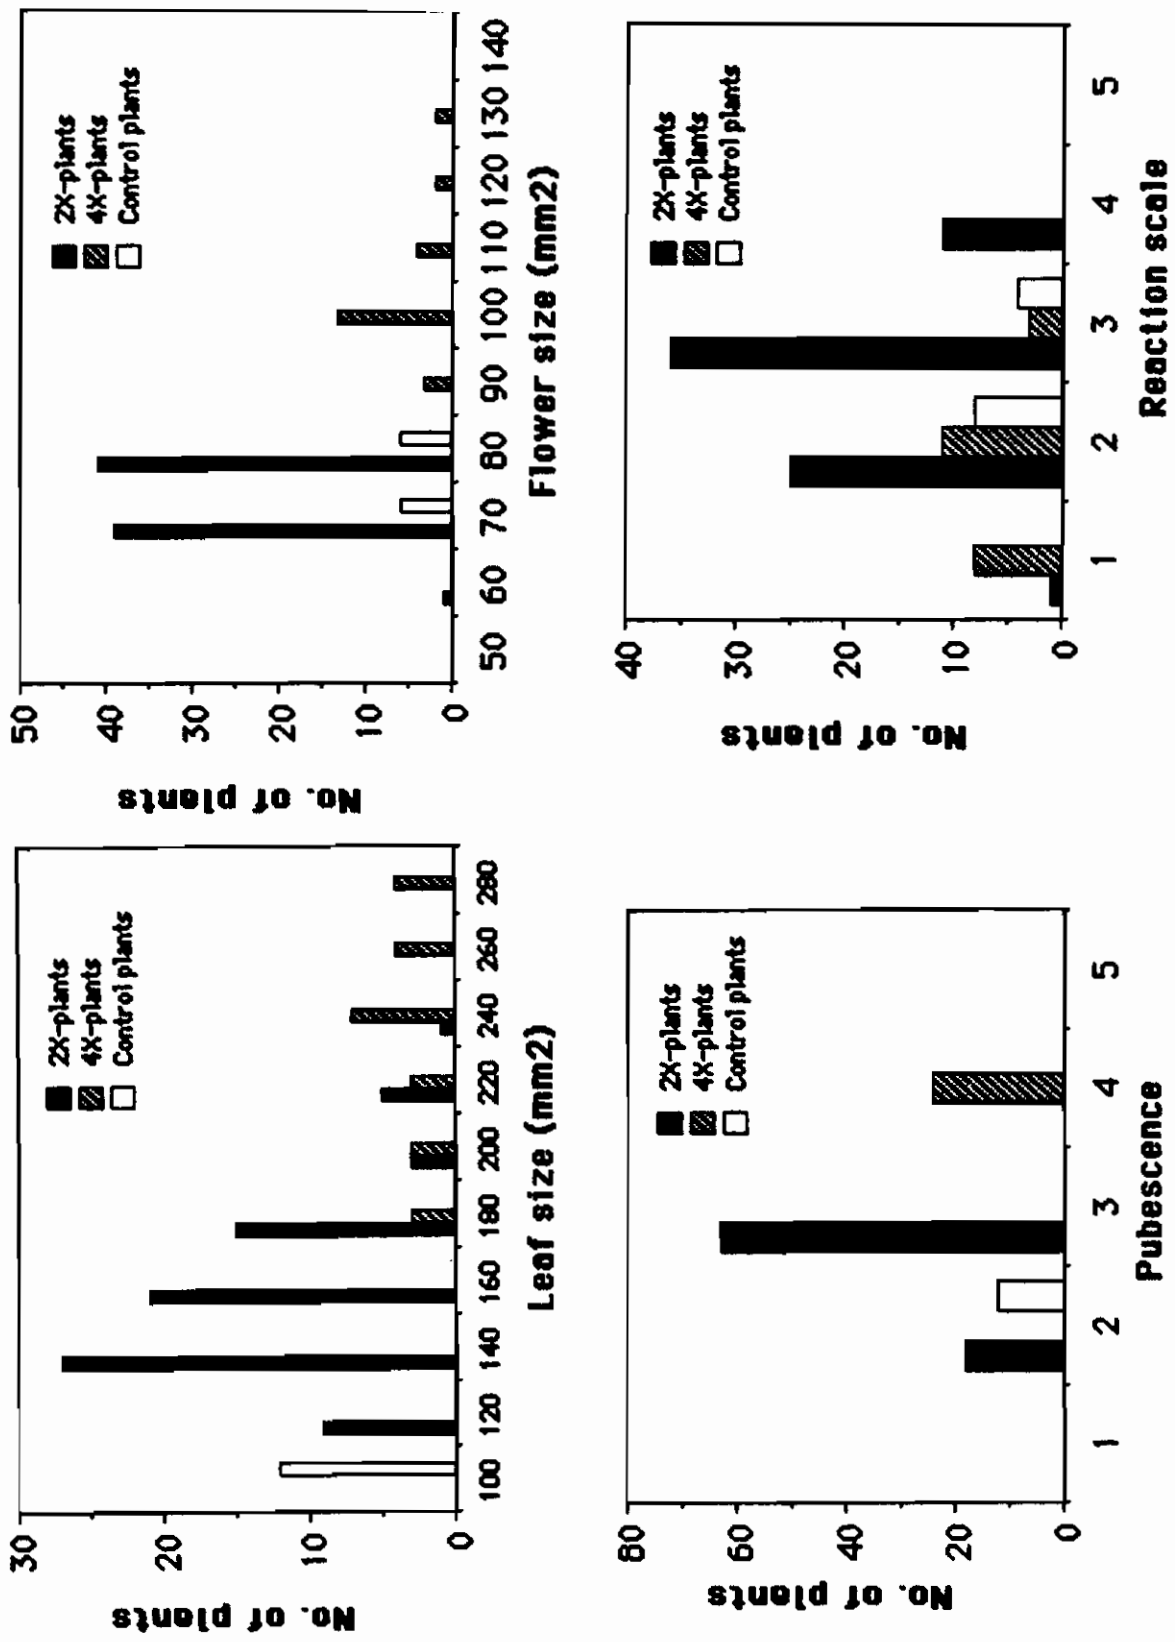 No. of plants
30
20
10
0
2X-plants
4X-plants
Control plants
100 120 140 160 180 200 220 240 260 280
Leaf size (mm2)
No. of plants
50
40
30
20
10
0
2X-plants
4X-plants
Control plants
50 60 70 80 90 100 110 120 130 140
Flower size (mm2)
No. of plants
80
60
40
20
0
2X-plants
4X-plants
Control plants
1 2 3 4 5
Pubescence
No. of plants
40
30
20
10
0
2X-plants
4X-plants
Control plants
1 2 3 4 5
Reaction scale